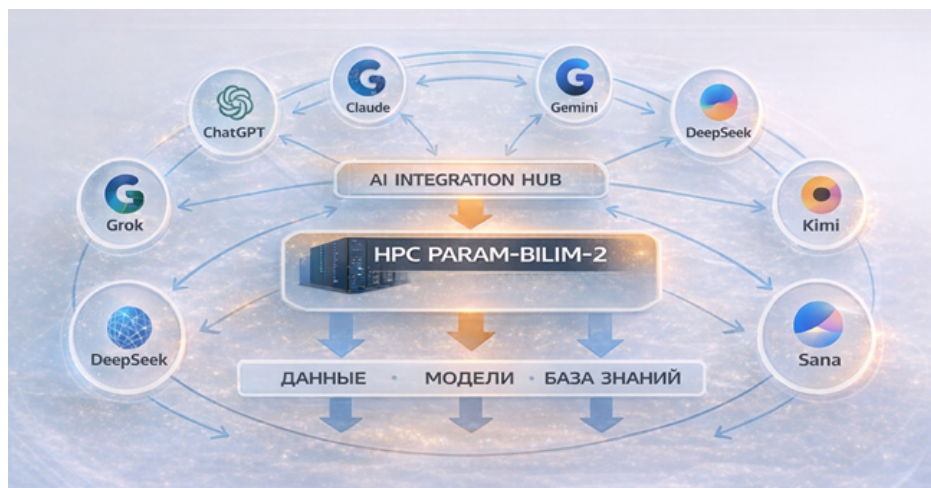 Claude
Gemini
ChatGPT
DeepSeek
AI INTEGRATION HUB
Grok
Kimi
HPC PARAM-BILIM-2
DeepSeek
Sana
ДАННЫЕ • МОДЕЛИ • БАЗА ЗНАНИЙ